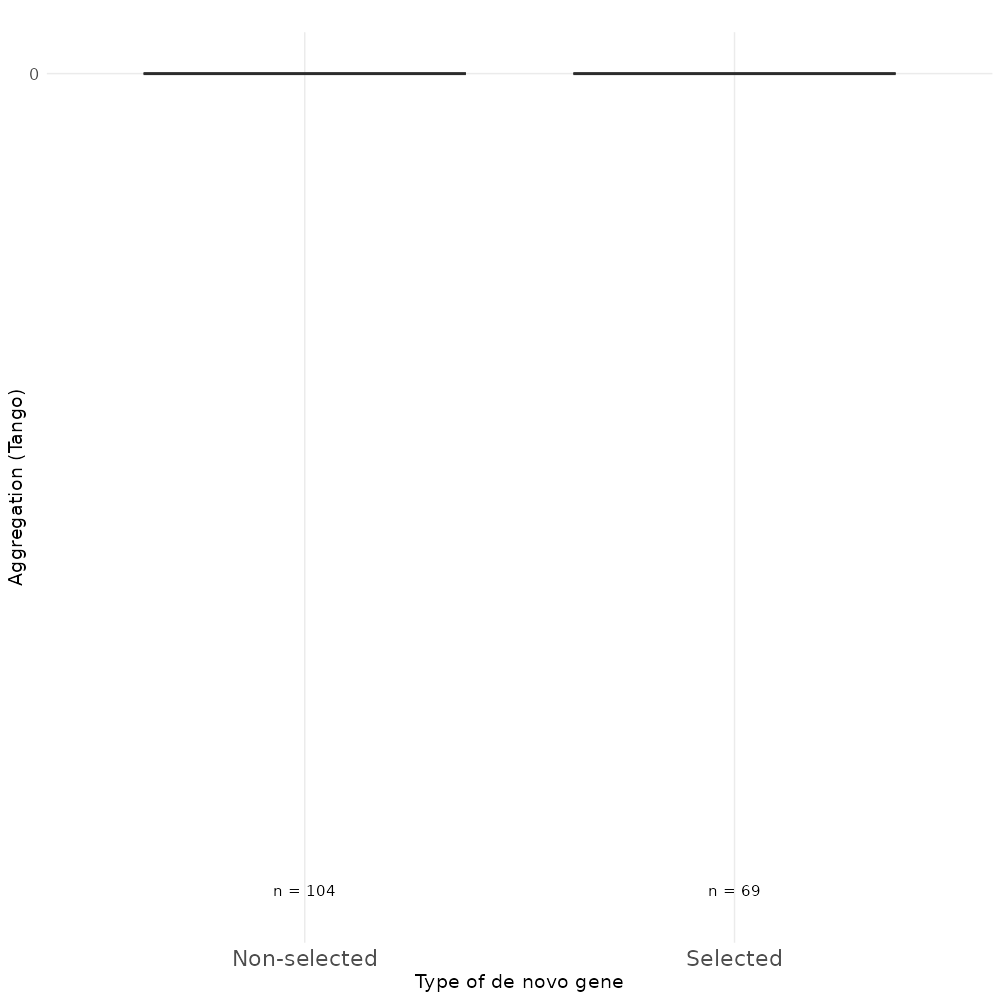 0
Aggregation (Tango)
n = 104
n = 69
Non-selected
Selected
Type of de novo gene